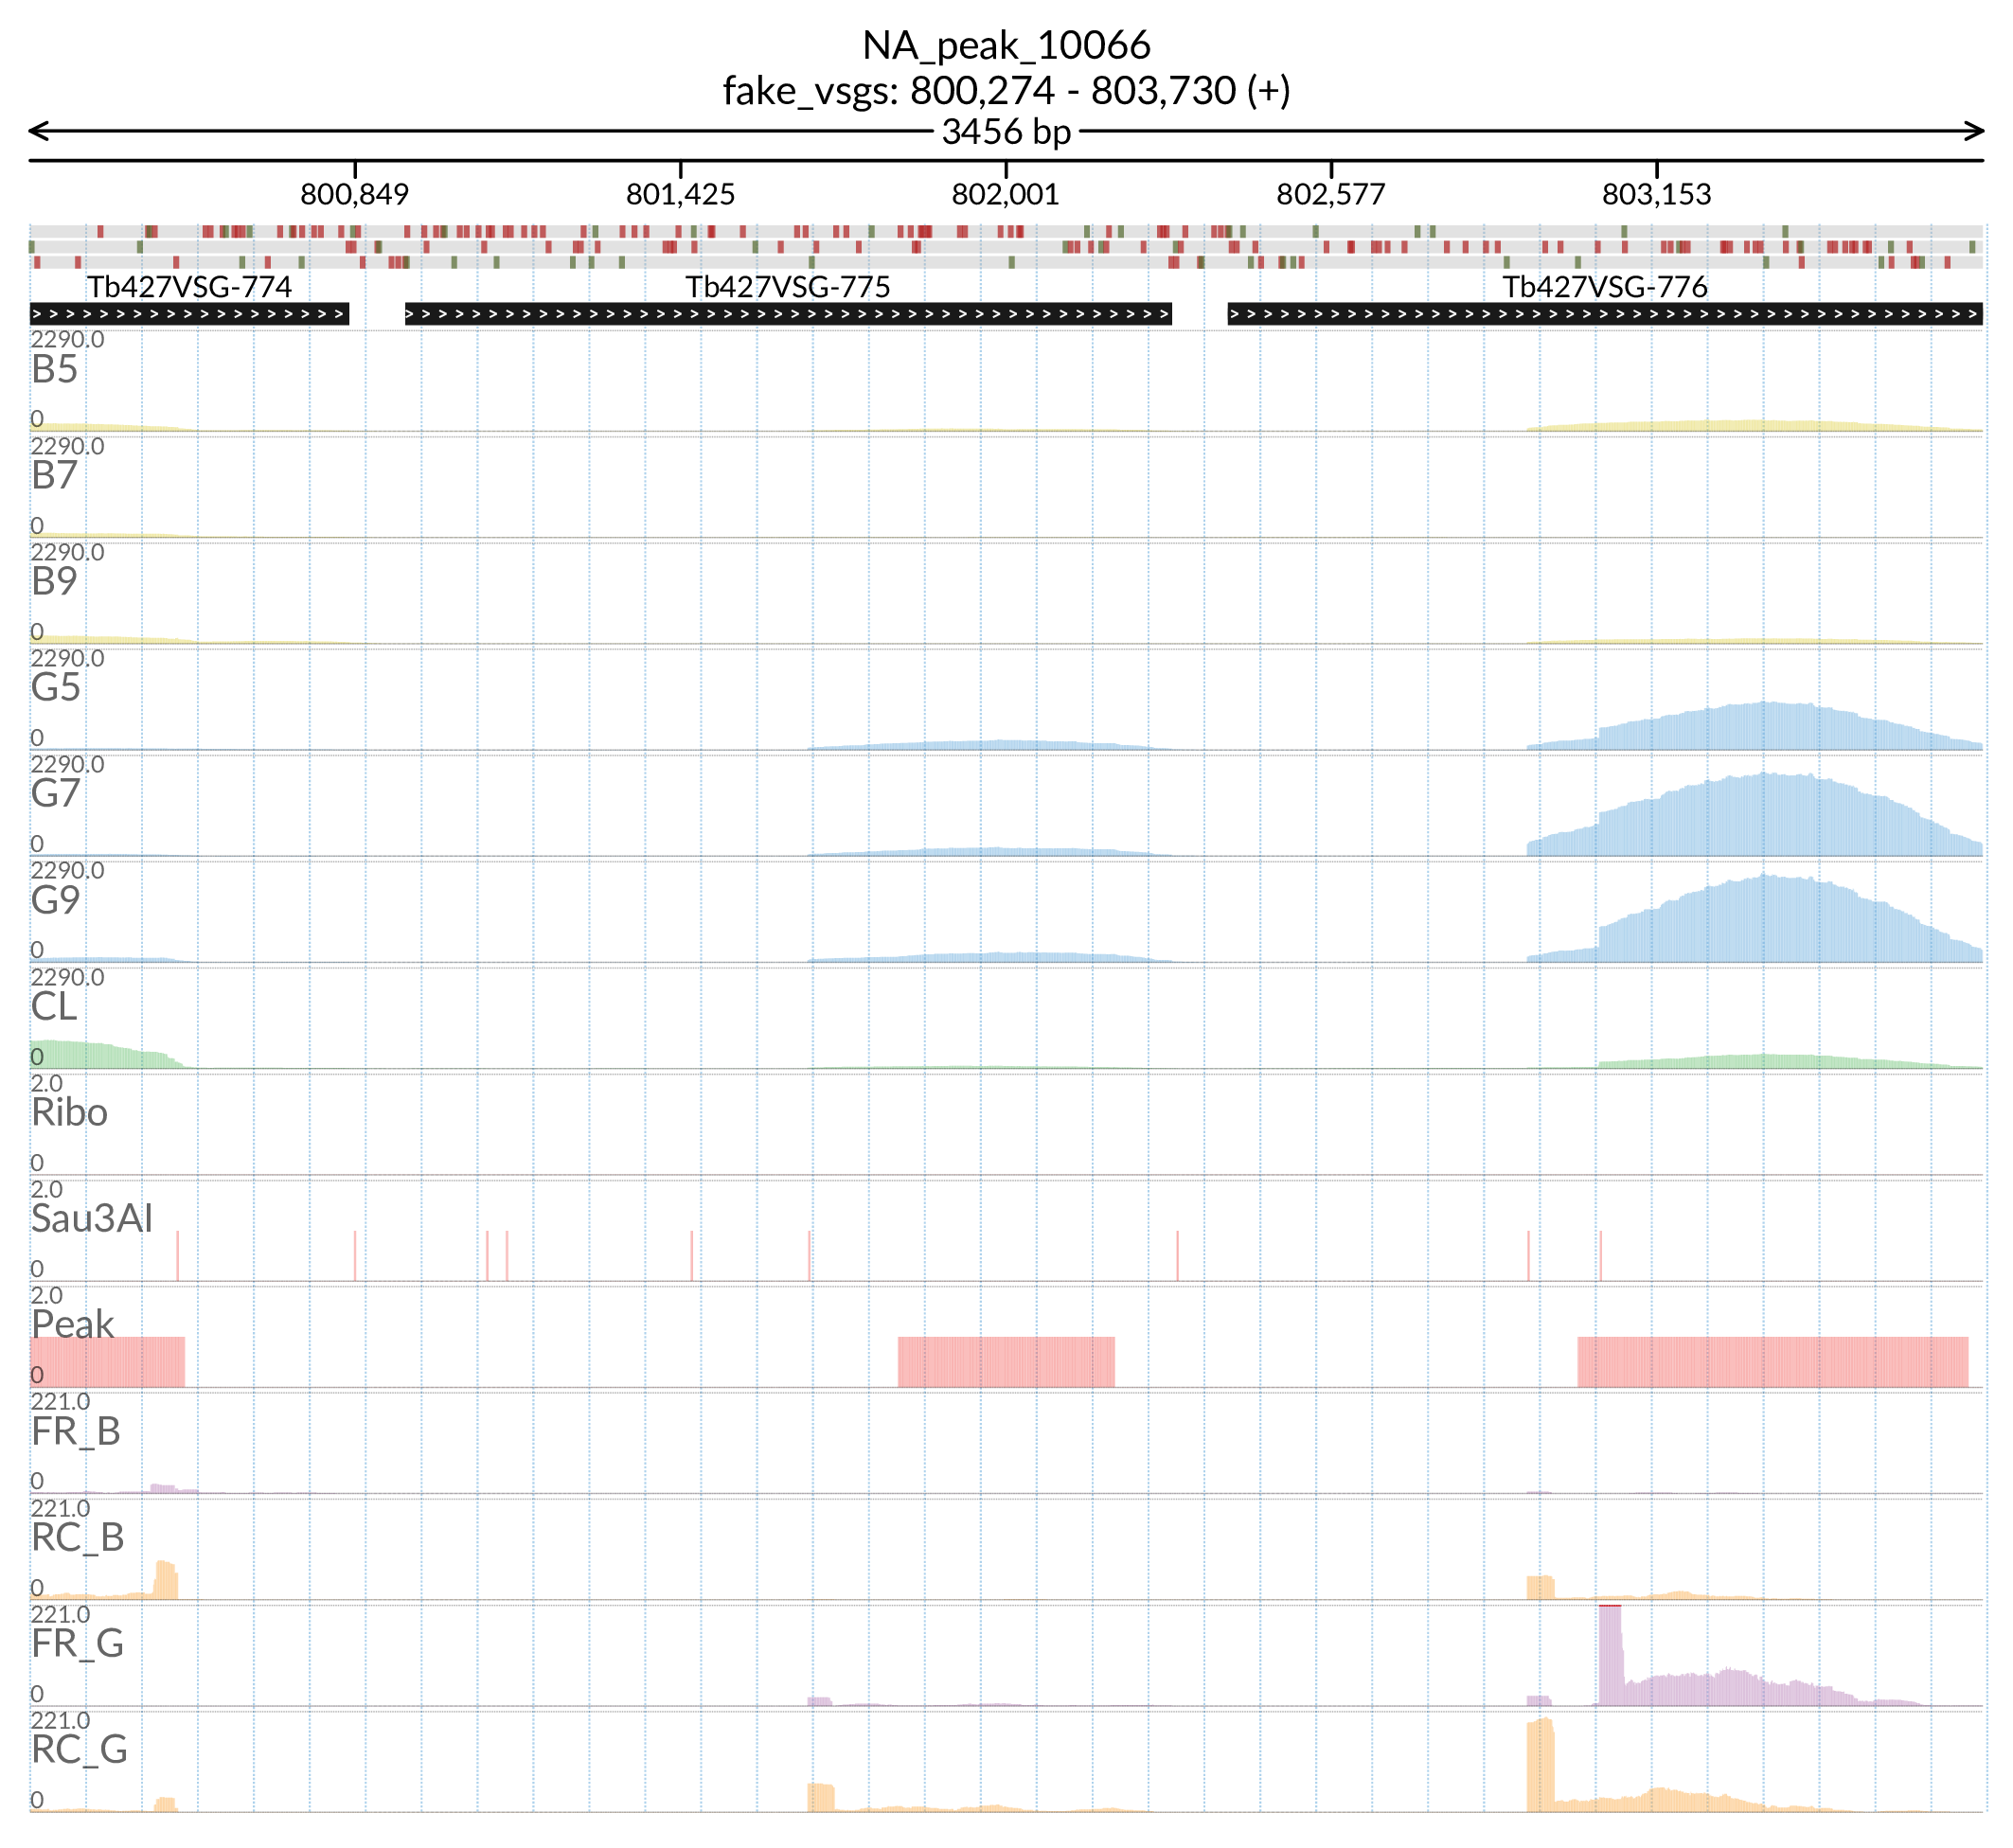 NA_peak_10066
fake_vsgs: 800,274 - 803,730 (+)
3456 bp
800,849 801,425 802,001 802,577 803,153
Tb427VSG-774 Tb427VSG-775 Tb427VSG-776
2290.0
B5
0
2290.0
B7
0
2290.0
B9
0
2290.0
G5
0
2290.0
G7
0
2290.0
G9
0
2290.0
CL
0
2.0
Ribo
0
2.0
Sau3AI
0
2.0
Peak
0
221.0
FR_B
0
221.0
RC_B
0
221.0
FR_G
0
221.0
RC_G
0